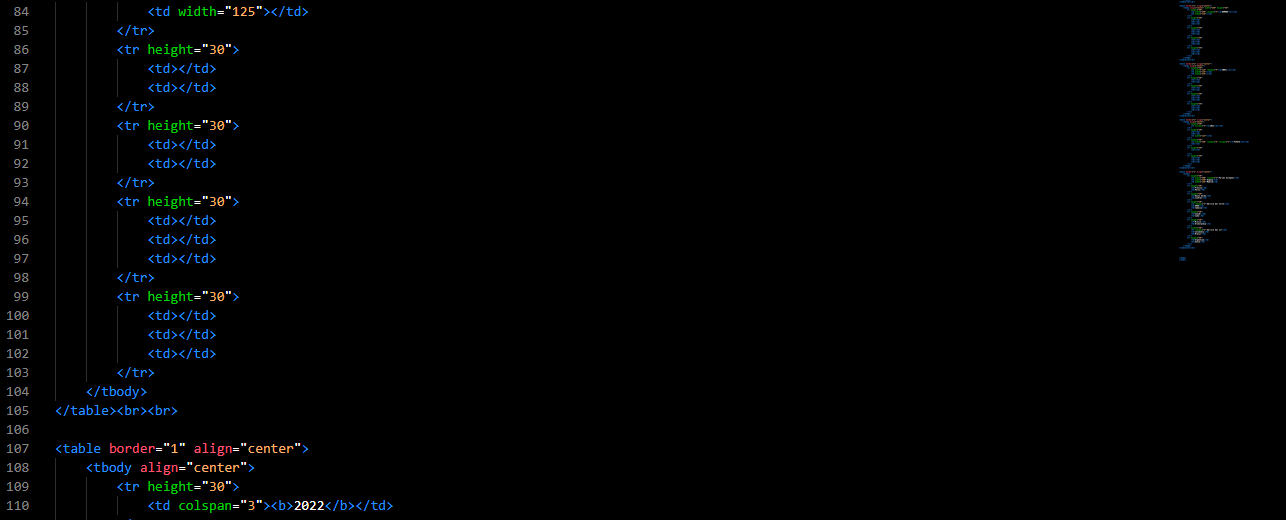 84 <td width="125"></td>
85 </tr>
86 <tr height="30">
87 <td></td>
88 <td></td>
89 </tr>
90 <tr height="30">
91 <td></td>
92 <td></td>
93 </tr>
94 <tr height="30">
95 <td></td>
96 <td></td>
97 <td></td>
98 </tr>
99 <tr height="30">
100 <td></td>
101 <td></td>
102 <td></td>
103 </tr>
104 </tbody>
105 </table><br><br>
106
107 <table border="1" align="center">
108 <tbody align="center">
109 <tr height="30">
110 <td colspan="3"><b>2022</b></td>